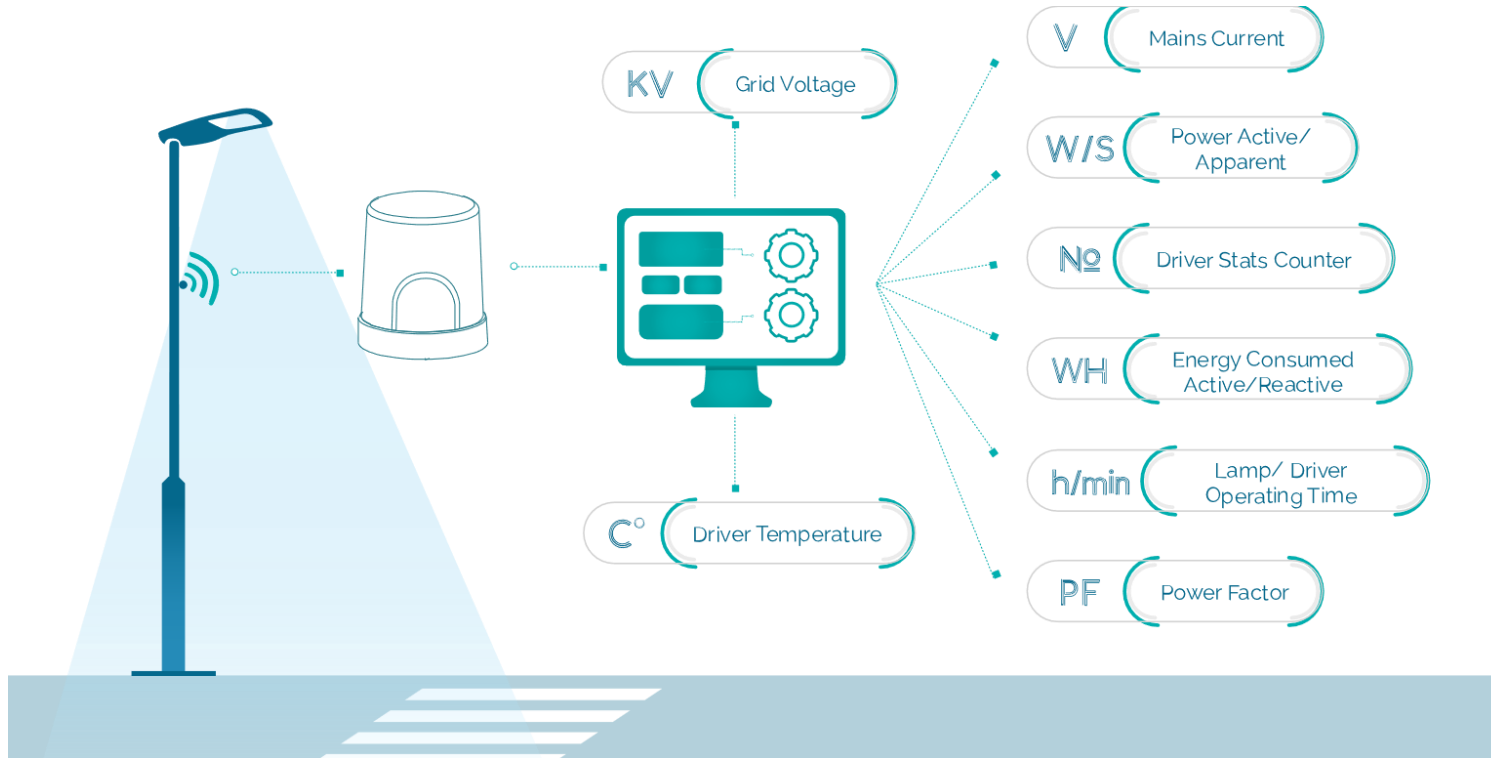 KV
Grid Voltage
C°
Driver Temperature
V
Mains Current
W/S
Power Active/
Apparent
№
Driver Stats Counter
WH
Energy Consumed
Active/Reactive
h/min
Lamp/ Driver
Operating Time
PF
Power Factor